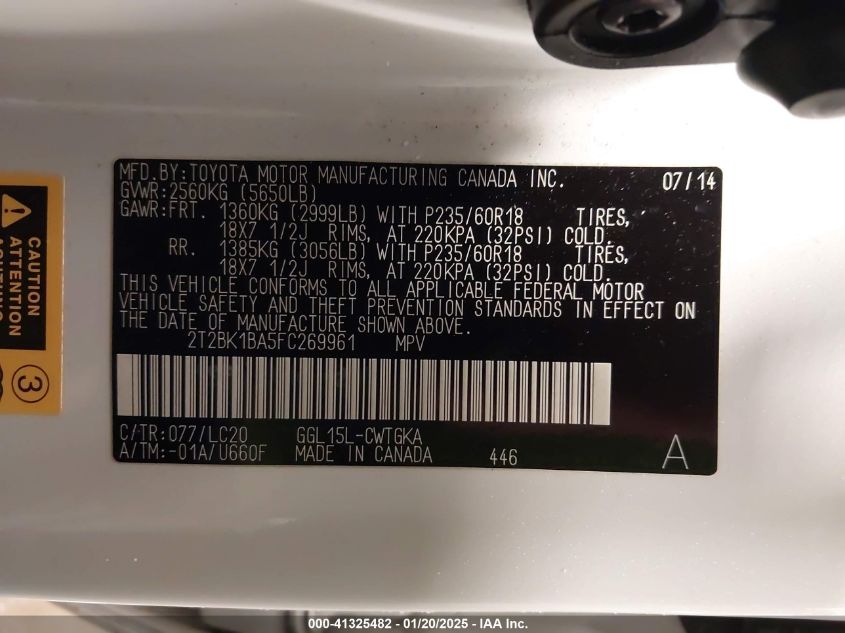 MFD.BY:TOYOTA MOTOR MANUFACTURING CANADA INC. 07/14
GVWR:2560KG (5650LB)
GAWR:FRT. 1360KG (2999LB) WITH P235/60R18 TIRES,
18X7 1/2J RIMS, AT 220KPA (32PSI) COLD.
RR. 1385KG (3056LB) WITH P235/60R18 TIRES,
18X7 1/2J RIMS, AT 220KPA (32PSI) COLD.
THIS VEHICLE CONFORMS TO ALL APPLICABLE FEDERAL MOTOR
VEHICLE SAFETY AND THEFT PREVENTION STANDARDS IN EFFECT ON
THE DATE OF MANUFACTURE SHOWN ABOVE.
2T2BK1BA5FC269961 MPV
C/TR:077/LC20 GGL15L-CWTGKA
A/TM:-01A/U660F MADE IN CANADA 446 A
CAUTION
ATTENTION
3
000-41325482 - 01/20/2025 - IAA Inc.